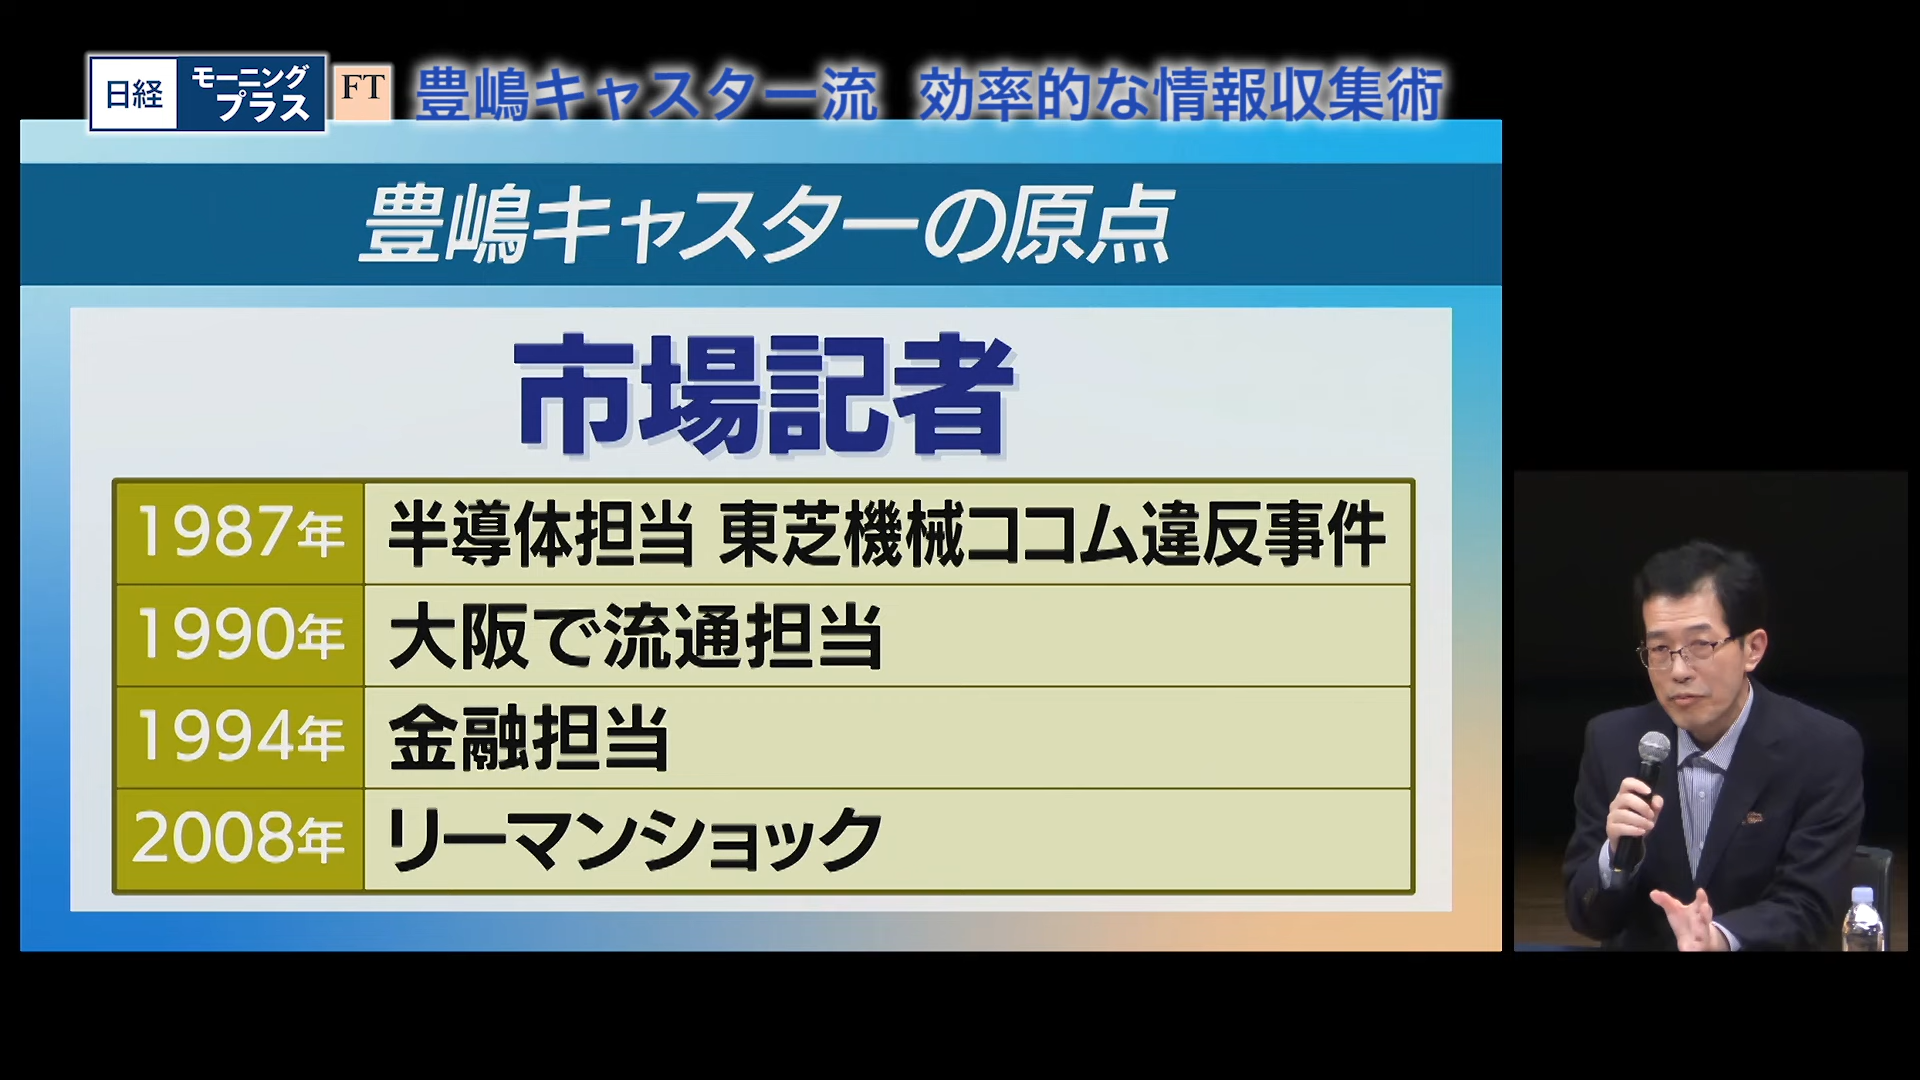 日経 モーニングプラス FT 豊嶋キャスター流 効率的な情報収集術
豊嶋キャスターの原点
市場記者
1987年 半導体担当 東芝機械ココム違反事件
1990年 大阪で流通担当
1994年 金融担当
2008年 リーマンショック